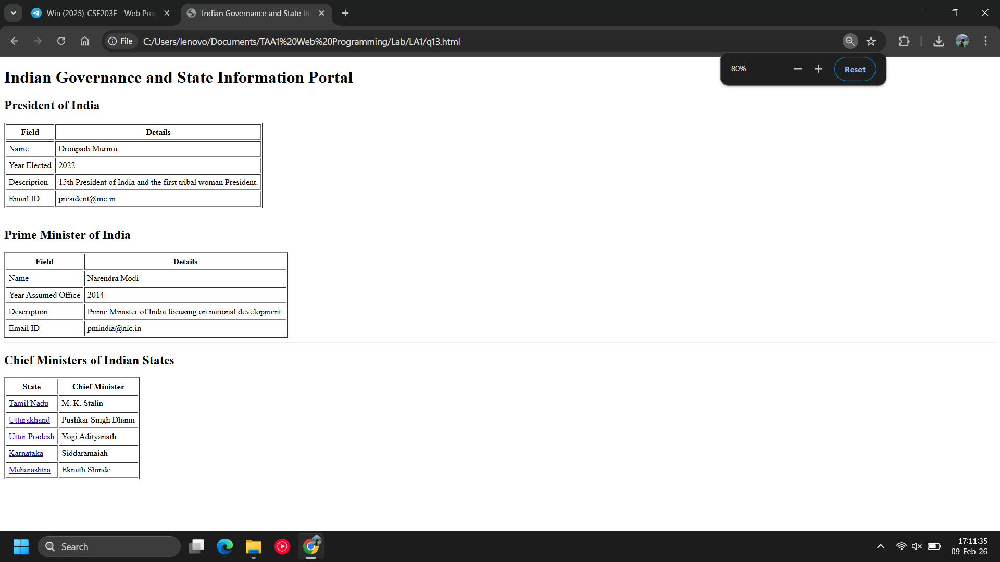 Win (2025)_CSE203E - Web Pro
Indian Governance and State In
File
C:/Users/lenovo/Documents/TAA1%20Web%20Programming/Lab/LA1/q13.html
80%
Reset
Indian Governance and State Information Portal
President of India
Field Details
Name Droupadi Murmu
Year Elected 2022
Description 15th President of India and the first tribal woman President.
Email ID president@nic.in
Prime Minister of India
Field Details
Name Narendra Modi
Year Assumed Office 2014
Description Prime Minister of India focusing on national development.
Email ID pmindia@nic.in
Chief Ministers of Indian States
State Chief Minister
Tamil Nadu M. K. Stalin
Uttarakhand Pushkar Singh Dhami
Uttar Pradesh Yogi Adityanath
Karnataka Siddaramaiah
Maharashtra Eknath Shinde
Search
17:11:35
09-Feb-26